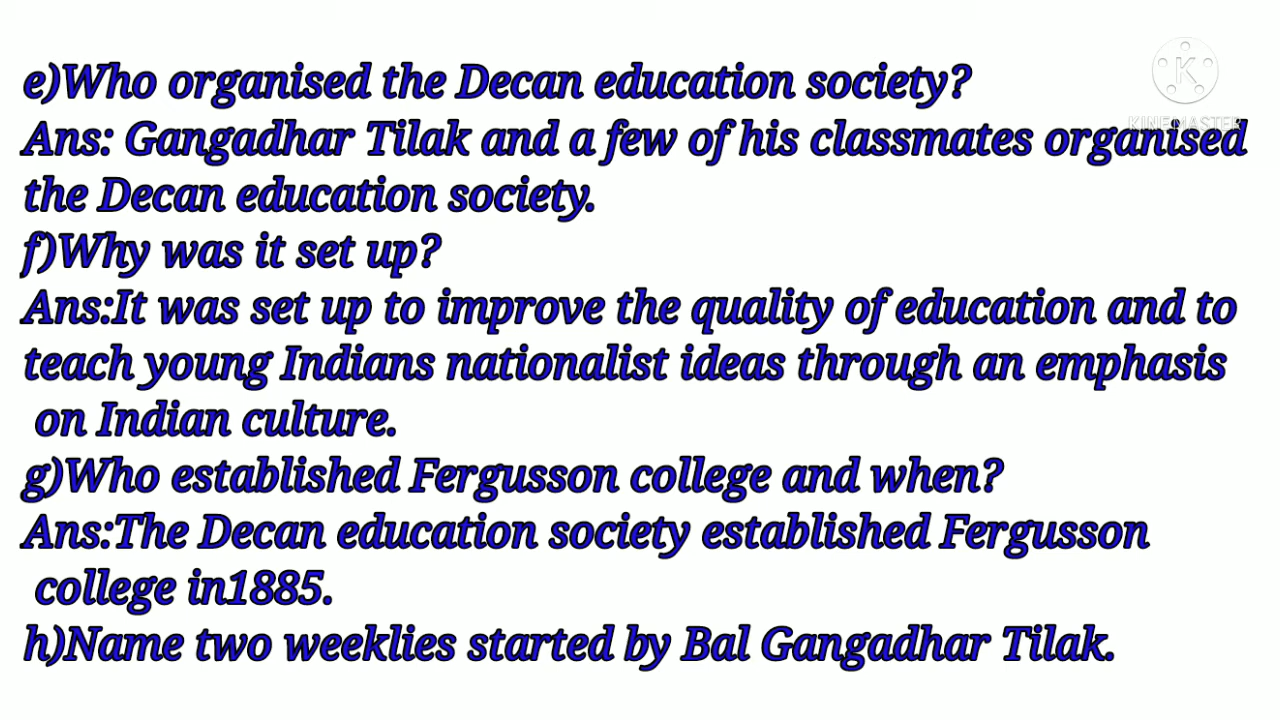 e)Who organised the Decan education society?
KINEMASTER
Ans: Gangadhar Tilak and a few of his classmates organised
the Decan education society.
f)Why was it set up?
Ans:It was set up to improve the quality of education and to
teach young Indians nationalist ideas through an emphasis
on Indian culture.
g)Who established Fergusson college and when?
Ans:The Decan education society established Fergusson
college in1885.
h)Name two weeklies started by Bal Gangadhar Tilak.